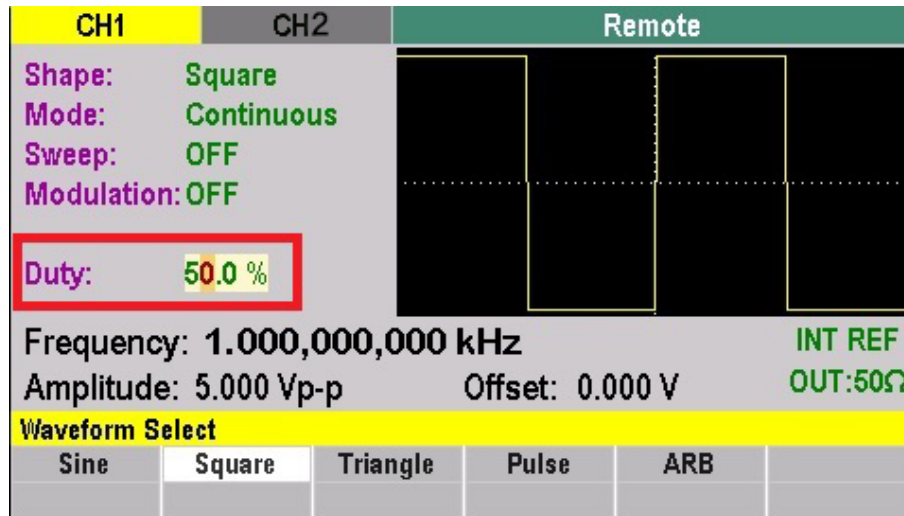 CH1 CH2 Remote
Shape: Square
Mode: Continuous
Sweep: OFF
Modulation: OFF
Duty: 50.0 %
Frequency: 1.000,000,000 kHz INT REF
Amplitude: 5.000 Vp-p Offset: 0.000 V OUT:50Ω
Waveform Select
Sine Square Triangle Pulse ARB